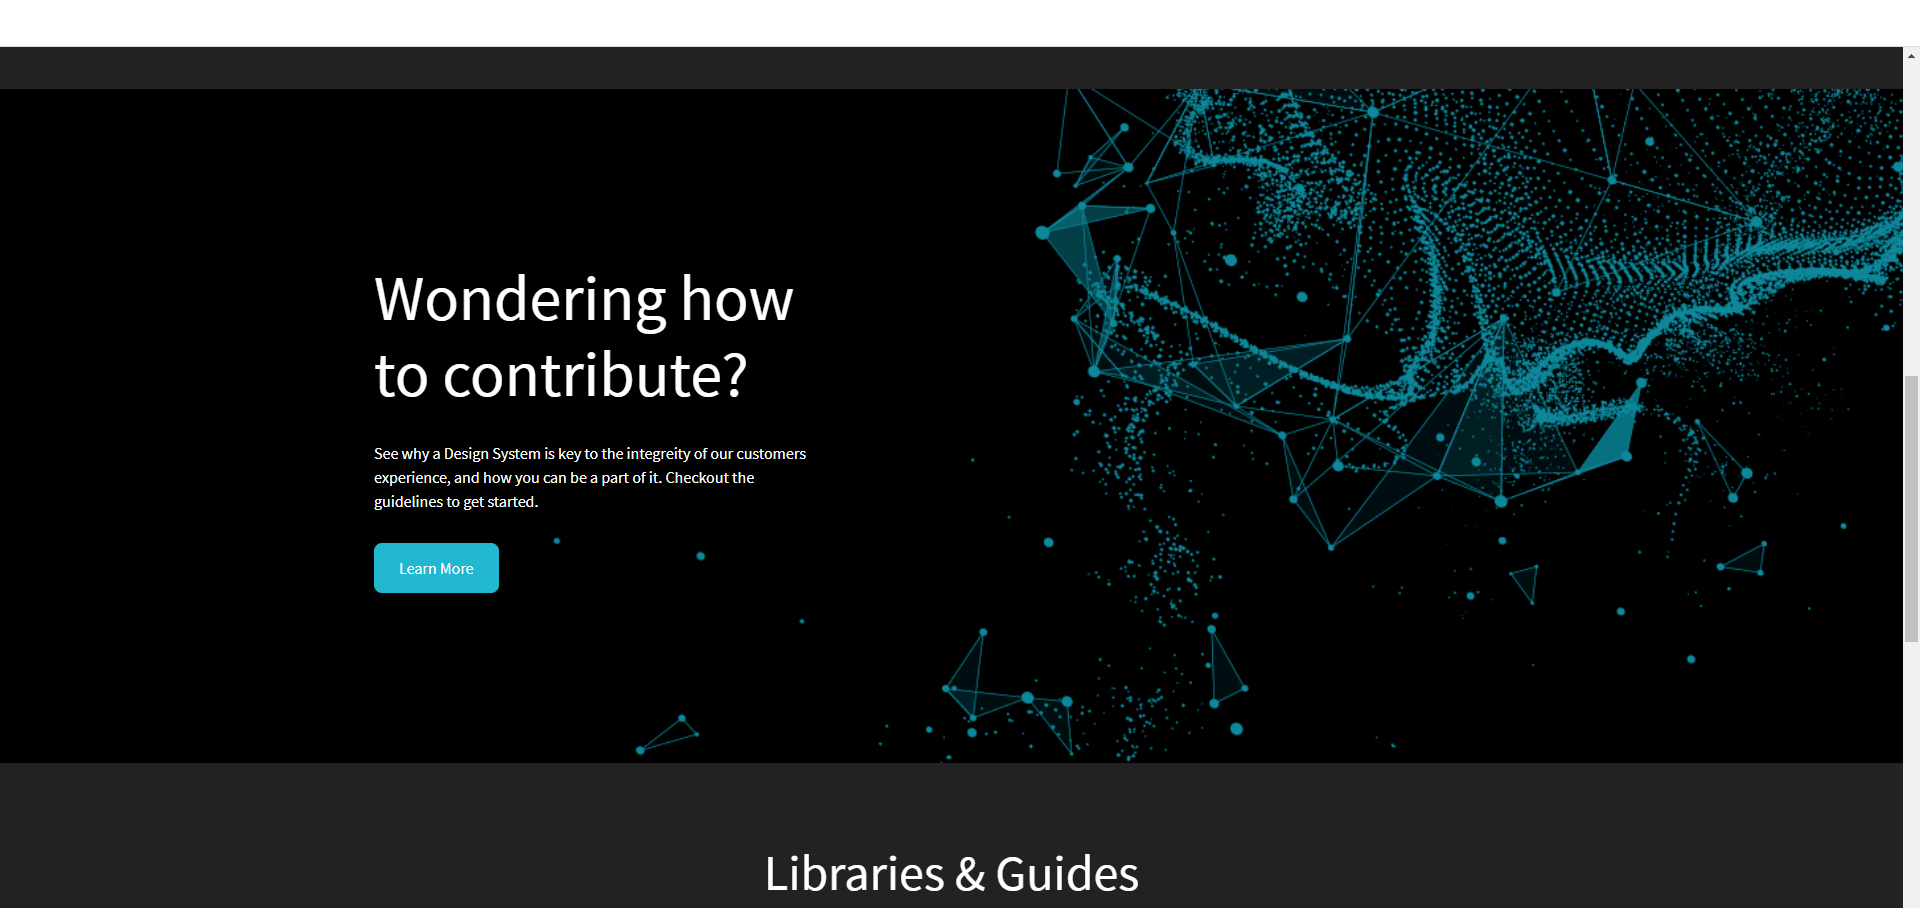 Wondering how
to contribute?
See why a Design System is key to the integreity of our customers
experience, and how you can be a part of it. Checkout the
guidelines to get started.
Learn More
Libraries & Guides